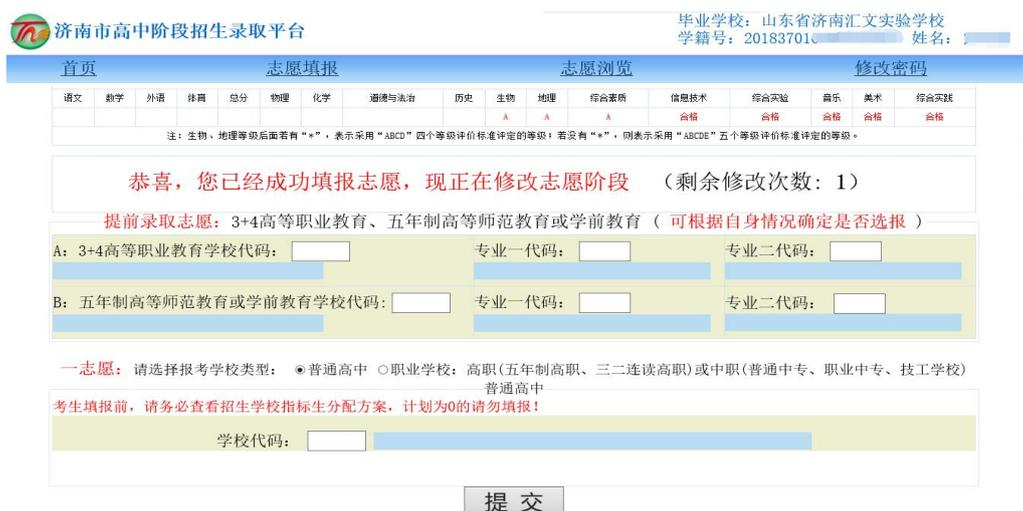 济南市高中阶段招生录取平台
毕业学校：山东省济南汇文实验学校
学籍号：20183701 姓名：
首页 志愿填报 志愿浏览 修改密码
语文 数学 外语 体育 总分 物理 化学 道德与法治 历史 生物 地理 综合素质 信息技术 综合实验 音乐 美术 综合实践
A A A 合格 合格 合格 合格 合格
注：生物、地理等级后面若有“*”，表示采用“ABCD”四个等级评价标准评定的等级；若没有“*”，则表示采用“ABCDE”五个等级评价标准评定的等级。
恭喜，您已经成功填报志愿，现正在修改志愿阶段 （剩余修改次数：1）
提前录取志愿：3+4高等职业教育、五年制高等师范教育或学前教育（可根据自身情况确定是否选报）
A：3+4高等职业教育学校代码： 专业一代码： 专业二代码：
B：五年制高等师范教育或学前教育学校代码： 专业一代码： 专业二代码：
一志愿：请选择报考学校类型： 普通高中 职业学校：高职(五年制高职、三二连读高职)或中职(普通中专、职业中专、技工学校)
普通高中
考生填报前，请务必查看招生学校指标生分配方案，计划为0的请勿填报！
学校代码：
提 交